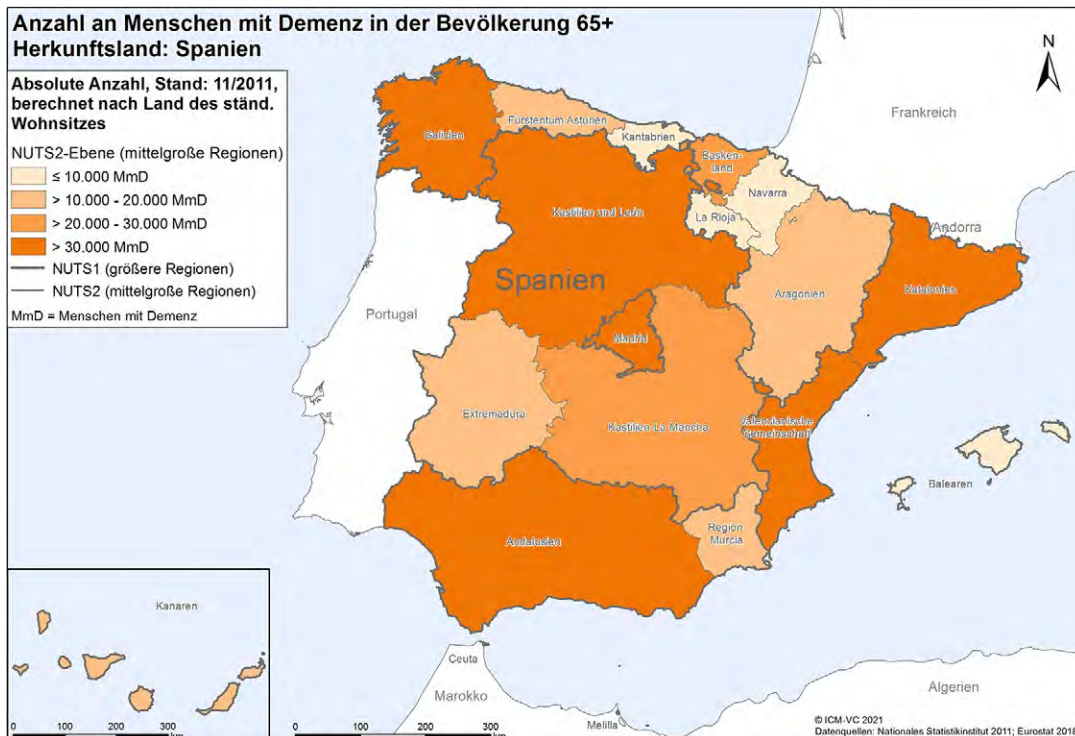 Anzahl an Menschen mit Demenz in der Bevölkerung 65+
Herkunftsland: Spanien
Absolute Anzahl, Stand: 11/2011,
berechnet nach Land des ständ.
Wohnsitzes
NUTS2-Ebene (mittelgroße Regionen)
≤ 10.000 MmD
> 10.000 - 20.000 MmD
> 20.000 - 30.000 MmD
> 30.000 MmD
NUTS1 (größere Regionen)
NUTS2 (mittelgroße Regionen)
MmD = Menschen mit Demenz
N
Frankreich
Galicien
Fürstentum Asturien
Kantabrien
Basken-
land
Navarra
La Rioja
Kastilien und León
Andorra
Spanien
Aragonien
Katalonien
Portugal
Madrid
Extremadura
Kastilien-La Mancha
Valencianische
Gemeinschaft
Balearen
Region
Murcia
Andalusien
Kanaren
Ceuta
Marokko
Melilla
Algerien
0 100 200 300
km
0 100 200 300
km
© ICM-VC 2021
Datenquellen: Nationales Statistikinstitut 2011; Eurostat 2018